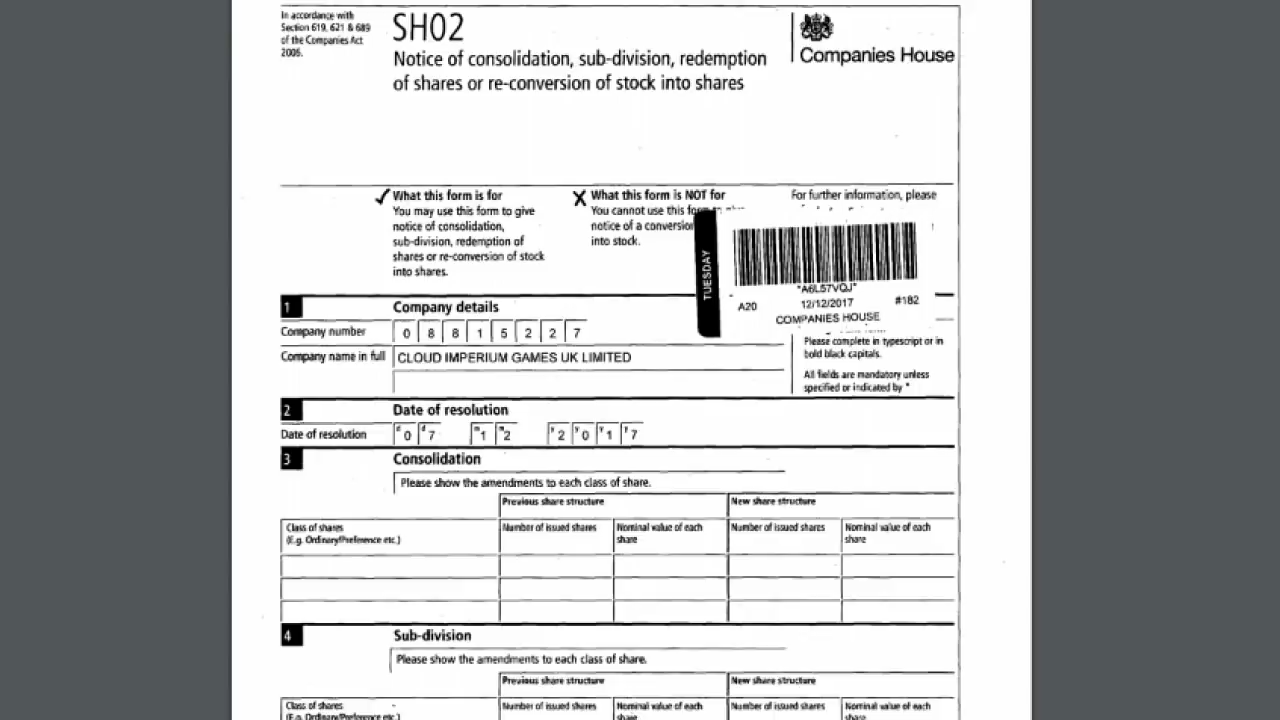 In accordance with
Section 619, 621 & 689
of the Companies Act
2006.
SH02
Notice of consolidation, sub-division, redemption
of shares or re-conversion of stock into shares
Companies House
What this form is for
You may use this form to give
notice of consolidation,
sub-division, redemption of
shares or re-conversion of stock
into shares.
What this form is NOT for
You cannot use this form to
notice of a conversion
into stock.
For further information, please
TUESDAY
*A6L57VQJ*
A20 12/12/2017 #182
COMPANIES HOUSE
1 Company details
Company number 0 8 8 1 5 2 2 7
Company name in full CLOUD IMPERIUM GAMES UK LIMITED
Please complete in typescript or in
bold black capitals.
All fields are mandatory unless
specified or indicated by *
2 Date of resolution
Date of resolution d 0 d 7 m 1 m 2 y 2 y 0 y 1 y 7
3 Consolidation
Please show the amendments to each class of share.
Previous share structure New share structure
Class of shares
(E.g. Ordinary/Preference etc.)
Number of issued shares
Nominal value of each
share
Number of issued shares
Nominal value of each
share
4 Sub-division
Please show the amendments to each class of share.
Previous share structure New share structure
Class of shares
(E.g. Ordinary/Preference etc.)
Number of issued shares
Nominal value of each
share
Number of issued shares
Nominal value of each
share